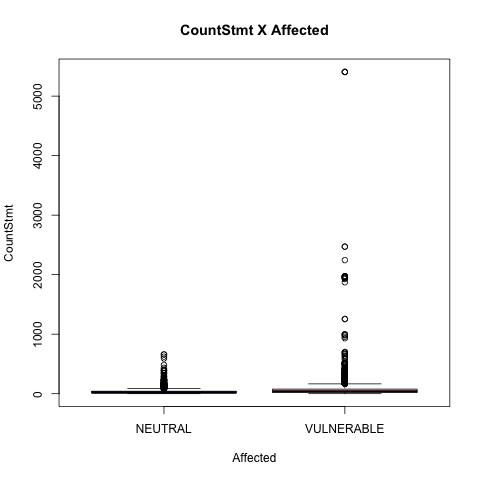 CountStmt X Affected
5000
4000
3000
2000
1000
0
CountStmt
NEUTRAL
VULNERABLE
Affected